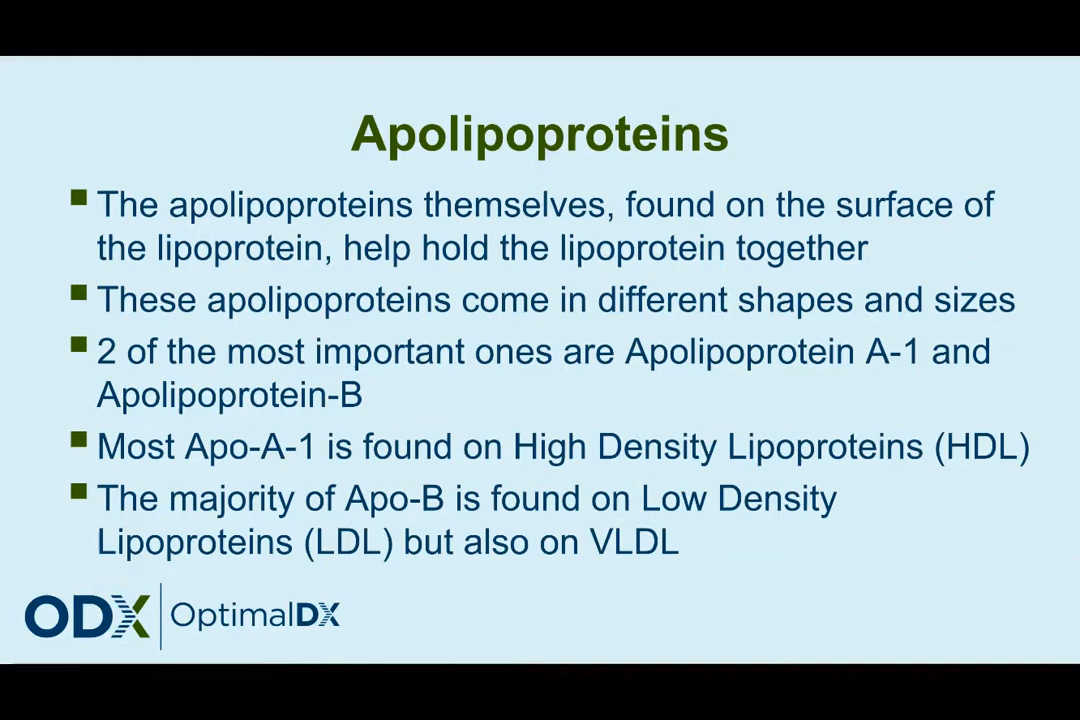 Apolipoproteins
The apolipoproteins themselves, found on the surface of
the lipoprotein, help hold the lipoprotein together
These apolipoproteins come in different shapes and sizes
2 of the most important ones are Apolipoprotein A-1 and
Apolipoprotein-B
Most Apo-A-1 is found on High Density Lipoproteins (HDL)
The majority of Apo-B is found on Low Density
Lipoproteins (LDL) but also on VLDL
ODX OptimalDX